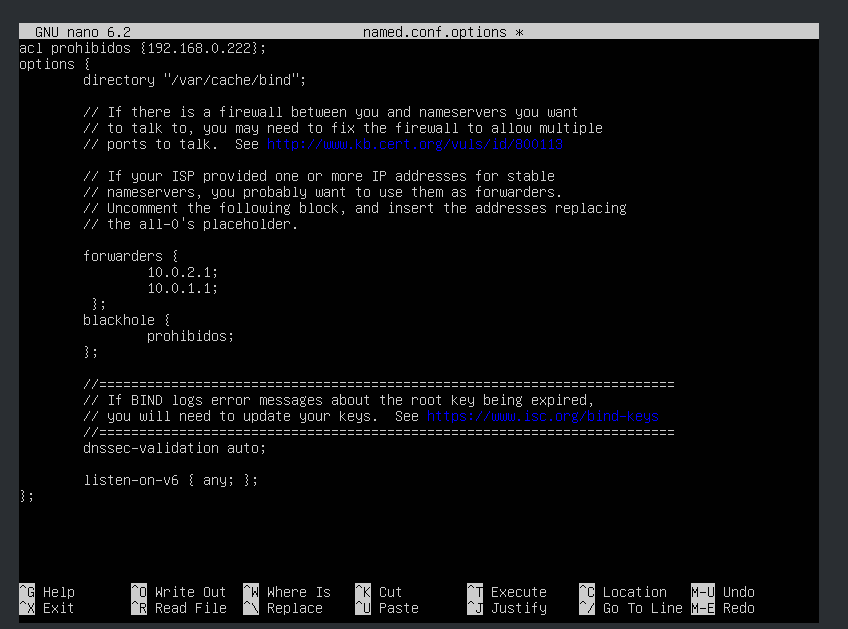 GNU nano 6.2 named.conf.options *
acl prohibidos {192.168.0.222};
options {
directory "/var/cache/bind";
// If there is a firewall between you and nameservers you want
// to talk to, you may need to fix the firewall to allow multiple
// ports to talk.  See http://www.kb.cert.org/vuls/id/800113
// If your ISP provided one or more IP addresses for stable
// nameservers, you probably want to use them as forwarders.
// Uncomment the following block, and insert the addresses replacing
// the all-0's placeholder.
forwarders {
10.0.2.1;
10.0.1.1;
};
blackhole {
prohibidos;
};
//========================================================================
// If BIND logs error messages about the root key being expired,
// you will need to update your keys.  See https://www.isc.org/bind-keys
//========================================================================
dnssec-validation auto;
listen-on-v6 { any; };
};
^G Help ^O Write Out ^W Where Is ^K Cut ^T Execute ^C Location M-U Undo
^X Exit ^R Read File ^\ Replace ^U Paste ^J Justify ^/ Go To Line M-E Redo